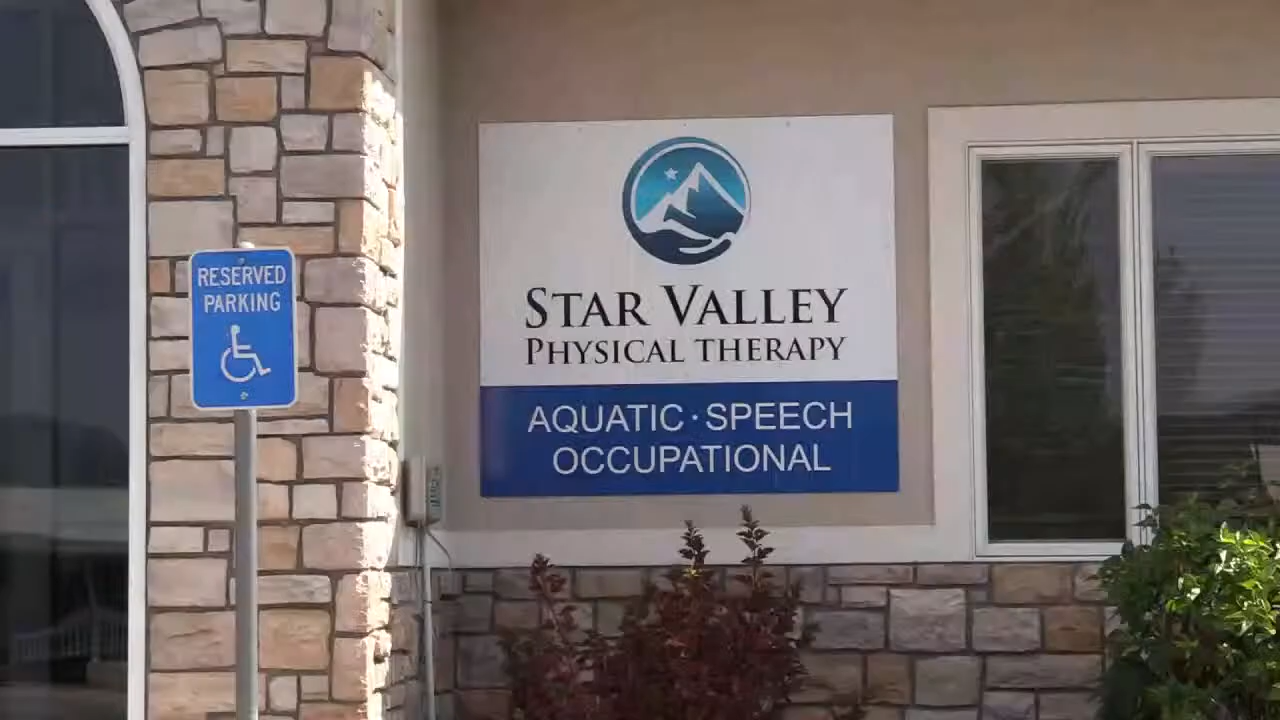 RESERVED
PARKING
STAR VALLEY
PHYSICAL THERAPY
AQUATIC · SPEECH
OCCUPATIONAL